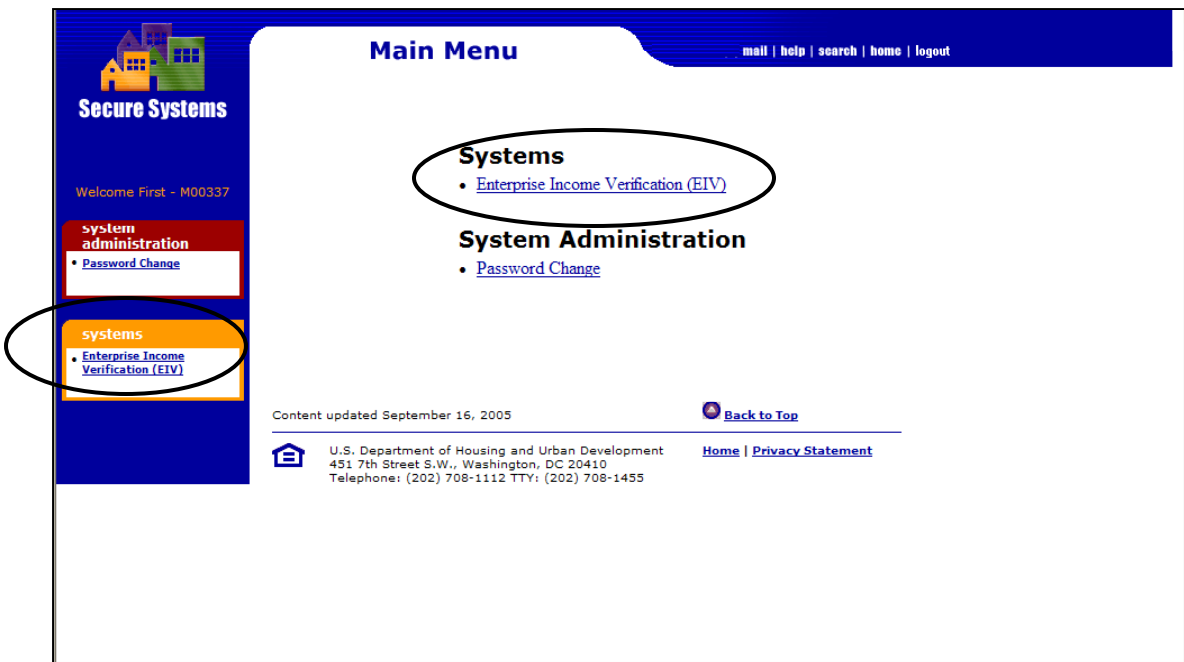 Main Menu
mail | help | search | home | logout
Secure Systems
Welcome First - M00337
system
administration
• Password Change
systems
• Enterprise Income
Verification (EIV)
Systems
• Enterprise Income Verification (EIV)
System Administration
• Password Change
Content updated September 16, 2005
Back to Top
U.S. Department of Housing and Urban Development
451 7th Street S.W., Washington, DC 20410
Telephone: (202) 708-1112 TTY: (202) 708-1455
Home | Privacy Statement